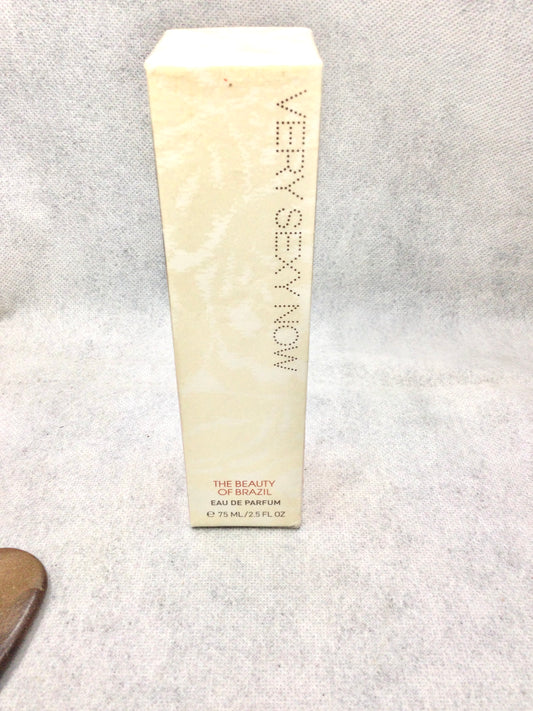 VERY SEXY NOW
THE BEAUTY
OF BRAZIL
EAU DE PARFUM
℮ 75 ML/2.5 FL OZ